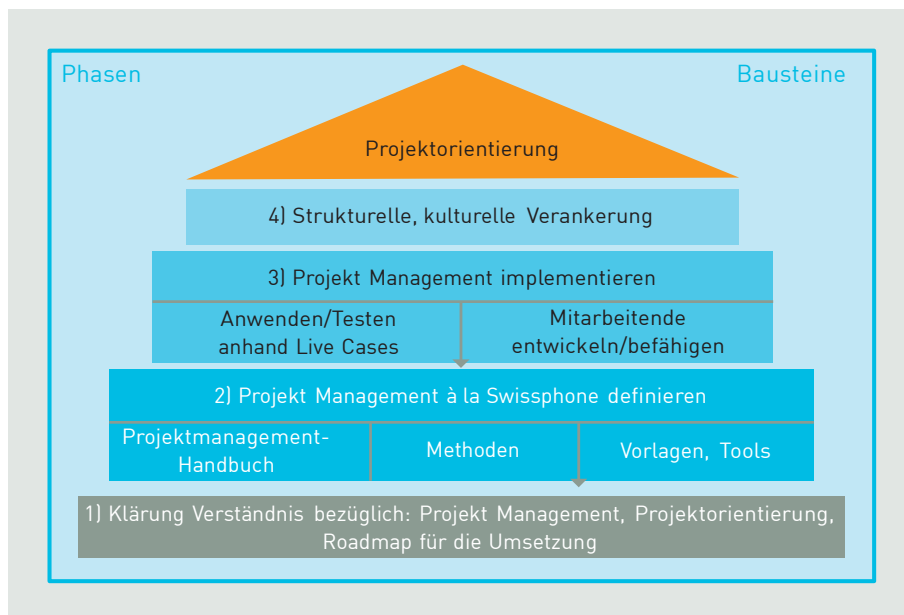 Phasen
Bausteine
Projektorientierung
4) Strukturelle, kulturelle Verankerung
3) Projekt Management implementieren
Anwenden/Testen
anhand Live Cases
Mitarbeitende
entwickeln/befähigen
2) Projekt Management à la Swissphone definieren
Projektmanagement-
Handbuch
Methoden
Vorlagen, Tools
1) Klärung Verständnis bezüglich: Projekt Management, Projektorientierung,
Roadmap für die Umsetzung